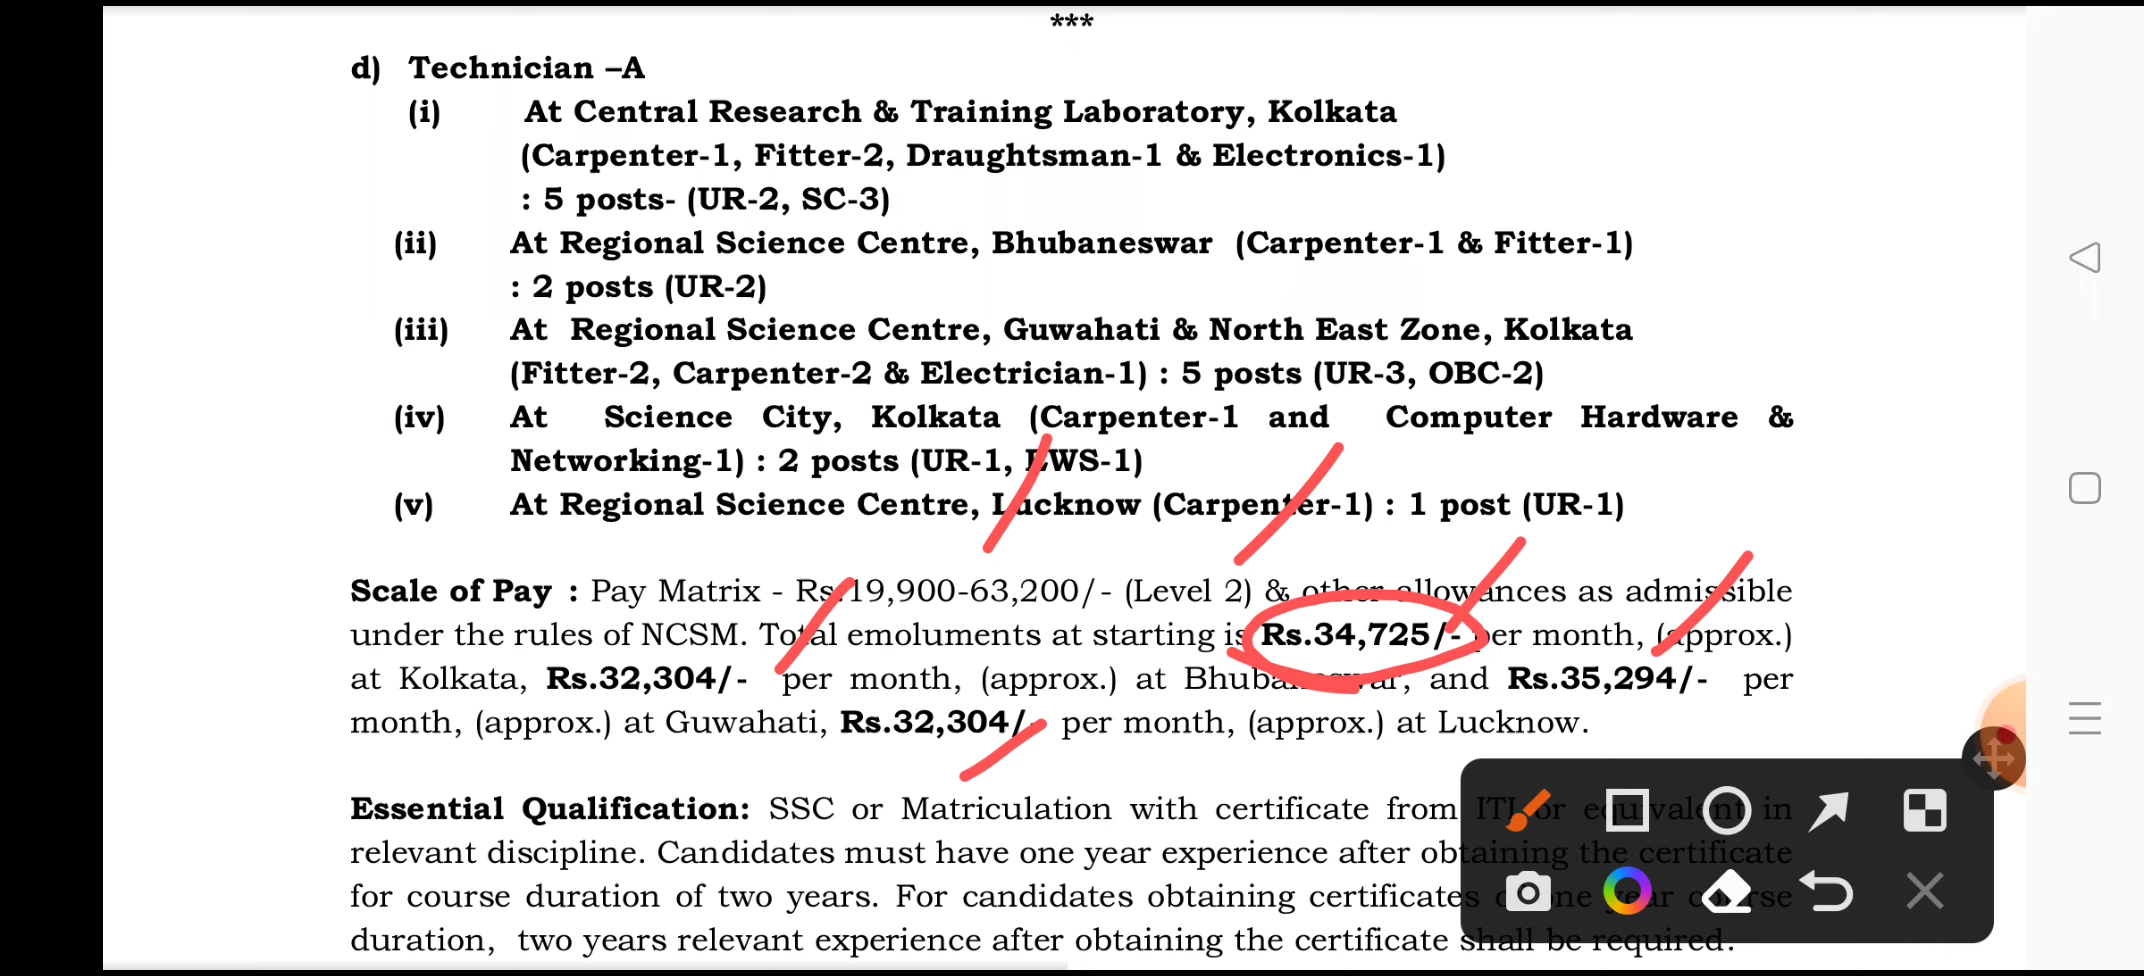 ***
d) Technician –A
(i) At Central Research & Training Laboratory, Kolkata
(Carpenter-1, Fitter-2, Draughtsman-1 & Electronics-1)
: 5 posts- (UR-2, SC-3)
(ii) At Regional Science Centre, Bhubaneswar (Carpenter-1 & Fitter-1)
: 2 posts (UR-2)
(iii) At Regional Science Centre, Guwahati & North East Zone, Kolkata
(Fitter-2, Carpenter-2 & Electrician-1) : 5 posts (UR-3, OBC-2)
(iv) At Science City, Kolkata (Carpenter-1 and Computer Hardware &
Networking-1) : 2 posts (UR-1, EWS-1)
(v) At Regional Science Centre, Lucknow (Carpenter-1) : 1 post (UR-1)
Scale of Pay : Pay Matrix - Rs.19,900-63,200/- (Level 2) & other allowances as admissible
under the rules of NCSM. Total emoluments at starting is Rs.34,725/- per month, (approx.)
at Kolkata, Rs.32,304/- per month, (approx.) at Bhubaneswar, and Rs.35,294/- per
month, (approx.) at Guwahati, Rs.32,304/- per month, (approx.) at Lucknow.
Essential Qualification: SSC or Matriculation with certificate from ITI or equivalent in
relevant discipline. Candidates must have one year experience after obtaining the certificate
for course duration of two years. For candidates obtaining certificates of one year course
duration, two years relevant experience after obtaining the certificate shall be required.